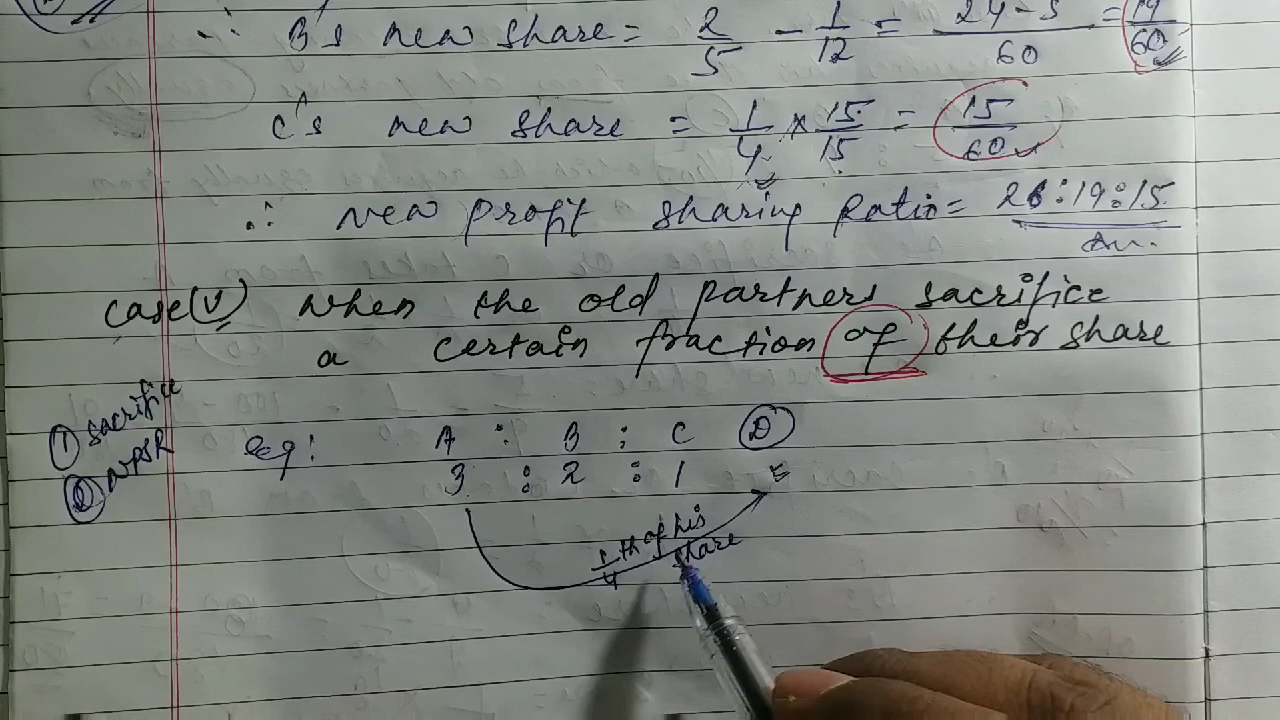 ∴ B's new share = 2/5 - 1/12 = 24-5/60 = 19/60
C's new share = 1/4 × 15/15 = 15/60
∴ New profit sharing Ratio = 26:19:15
An.
case(V) when the old partners sacrifice
a certain fraction of their share
① sacrifice
② NPSR
eg: A : B : C D
3 : 2 : 1
1/4 th of his share